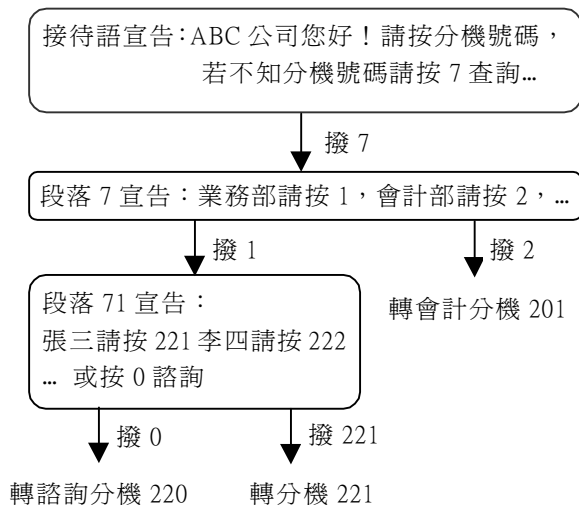 接待語宣告：ABC 公司您好！請按分機號碼，
若不知分機號碼請按 7 查詢…
撥 7
段落 7 宣告：業務部請按 1，會計部請按 2，…
撥 1
撥 2
段落 71 宣告：
張三請按 221 李四請按 222
… 或按 0 諮詢
轉會計分機 201
撥 0
撥 221
轉諮詢分機 220
轉分機 221